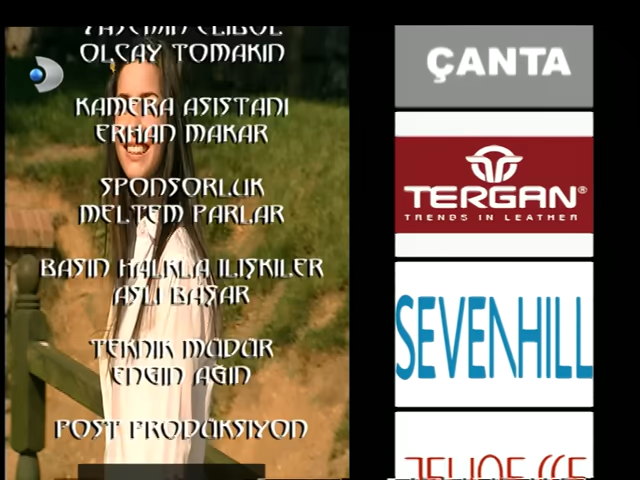 OLCAY TOMAKIN
KAMERA ASISTANI
ERHAN MAKAR
SPONSORLUK
MELTEM PARLAR
BASIN HALKLA ILIŞKILER
ASLI BAŞAR
TEKNIK MÜDÜR
ENGIN AGIN
POST PRODÜKSIYON
ÇANTA
TERGAN®
TRENDS IN LEATHER
SEVENHILL